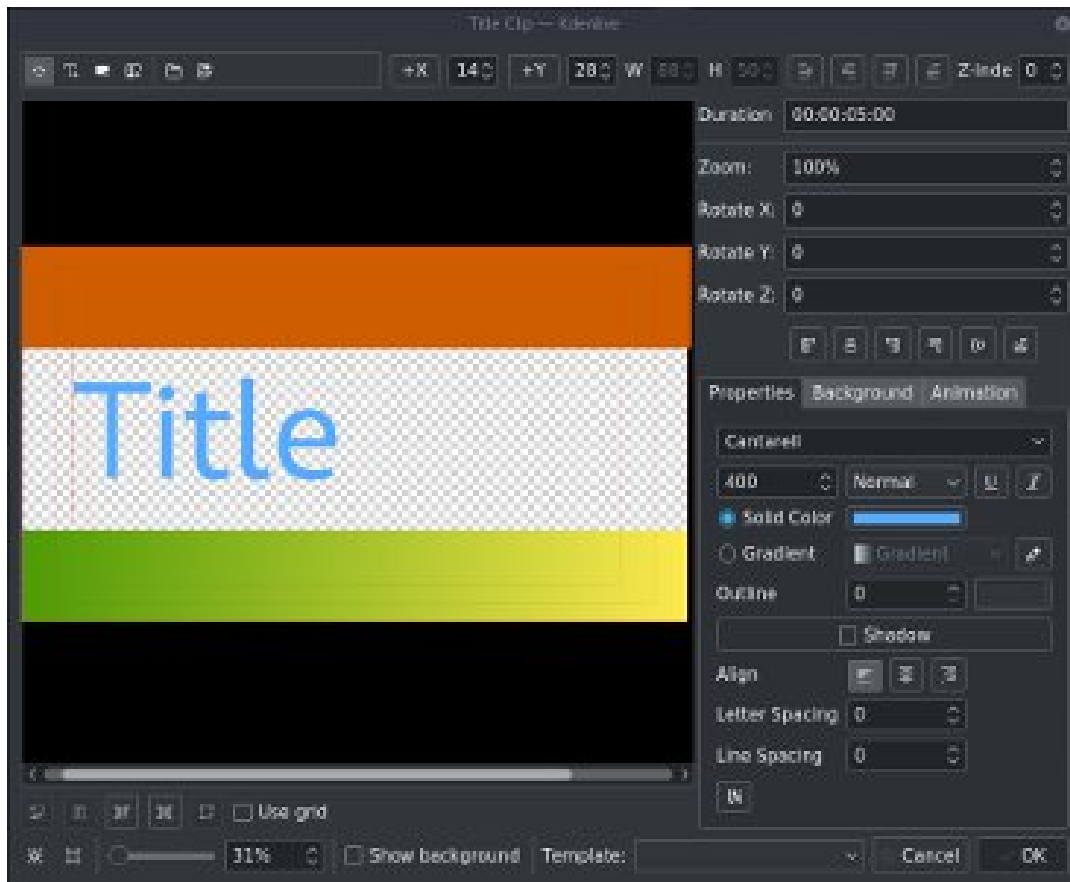 Title Clip — Kdenlive
+X 14 +Y 28 W H Z-Inde 0
Duration 00:00:05:00
Zoom: 100%
Rotate X: 0
Rotate Y: 0
Rotate Z: 0
Title
Properties Background Animation
Cantarell
400 Normal U I
Solid Color
Gradient Gradient
Outline 0
Shadow
Align
Letter Spacing 0
Line Spacing 0
Use grid
31% Show background Template: Cancel OK